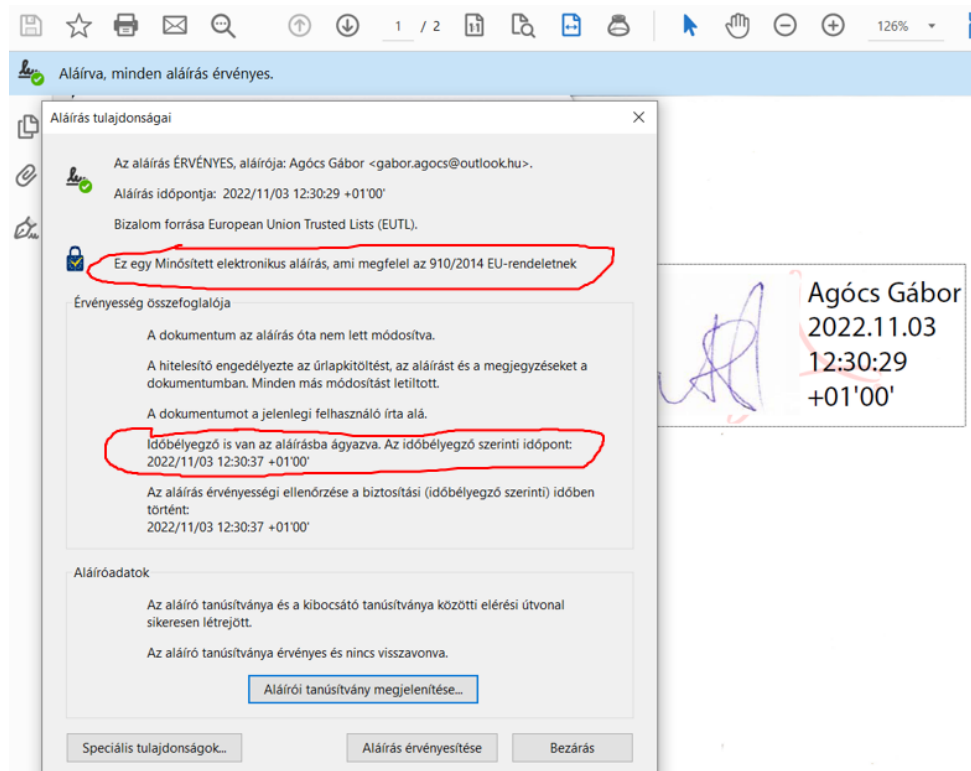 1 / 2
126%
Aláírva, minden aláírás érvényes.
Aláírás tulajdonságai
Az aláírás ÉRVÉNYES, aláírója: Agócs Gábor <gabor.agocs@outlook.hu>.
Aláírás időpontja: 2022/11/03 12:30:29 +01'00'
Bizalom forrása European Union Trusted Lists (EUTL).
Ez egy Minősített elektronikus aláírás, ami megfelel az 910/2014 EU-rendeletnek
Érvényesség összefoglalója
A dokumentum az aláírás óta nem lett módosítva.
A hitelesítő engedélyezte az űrlapkitöltést, az aláírást és a megjegyzéseket a
dokumentumban. Minden más módosítást letiltott.
A dokumentumot a jelenlegi felhasználó írta alá.
Időbélyegző is van az aláírásba ágyazva. Az időbélyegző szerinti időpont:
2022/11/03 12:30:37 +01'00'
Az aláírás érvényességi ellenőrzése a biztosítási (időbélyegző szerinti) időben
történt:
2022/11/03 12:30:37 +01'00'
Aláíróadatok
Az aláíró tanúsítványa és a kibocsátó tanúsítványa közötti elérési útvonal
sikeresen létrejött.
Az aláíró tanúsítványa érvényes és nincs visszavonva.
Aláírói tanúsítvány megjelenítése...
Speciális tulajdonságok...
Aláírás érvényesítése
Bezárás
Agócs Gábor
2022.11.03
12:30:29
+01'00'